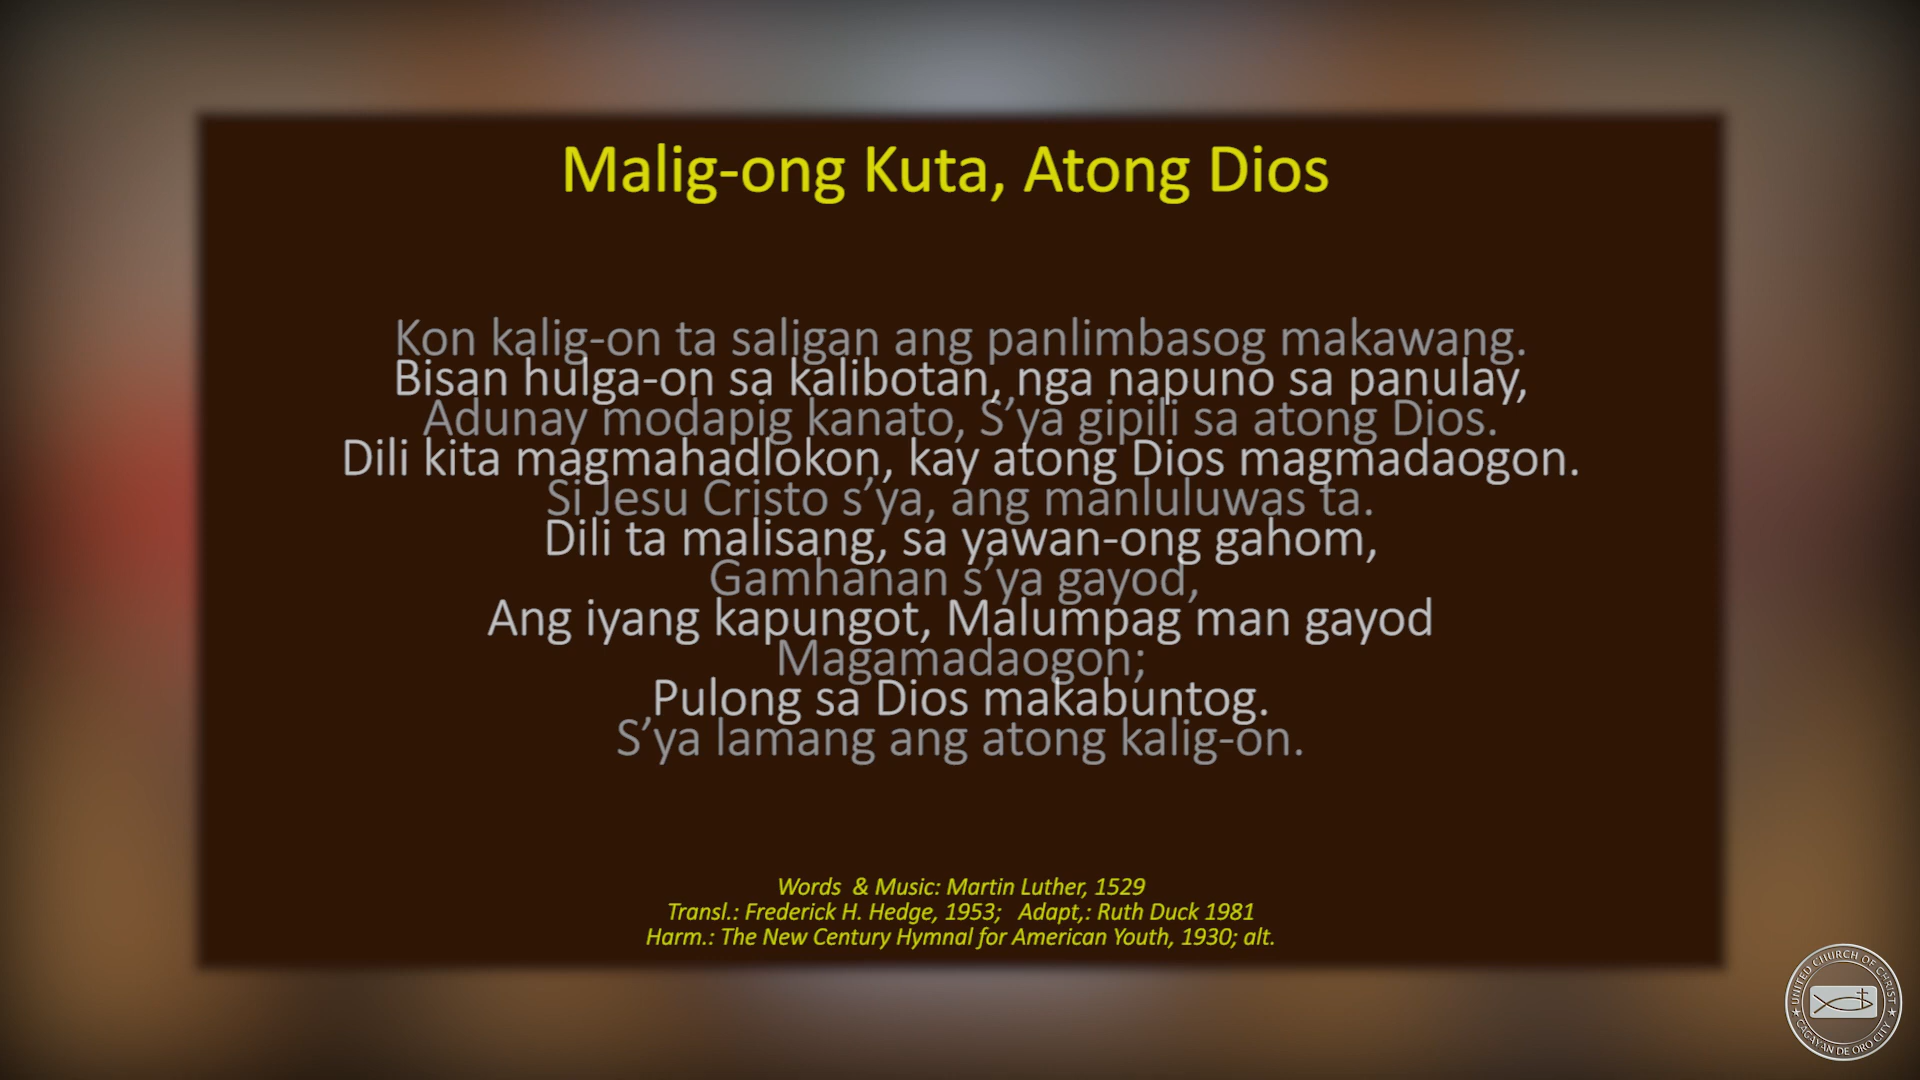 Malig-ong Kuta, Atong Dios
Kon kalig-on ta saligan ang panlimbasog makawang.
Bisan hulga-on sa kalibotan, nga napuno sa panulay,
Adunay modapig kanato, S’ya gipili sa atong Dios.
Dili kita magmahadlokon, kay atong Dios magmadaogon.
Si Jesu Cristo s’ya, ang manluluwas ta.
Dili ta malisang, sa yawan-ong gahom,
Gamhanan s’ya gayod,
Ang iyang kapungot, Malumpag man gayod
Magamadaogon;
Pulong sa Dios makabuntog.
S’ya lamang ang atong kalig-on.
Words & Music: Martin Luther, 1529
Transl.: Frederick H. Hedge, 1953; Adapt,: Ruth Duck 1981
Harm.: The New Century Hymnal for American Youth, 1930; alt.
UNITED CHURCH OF CHRIST
CAGAYAN DE ORO CITY